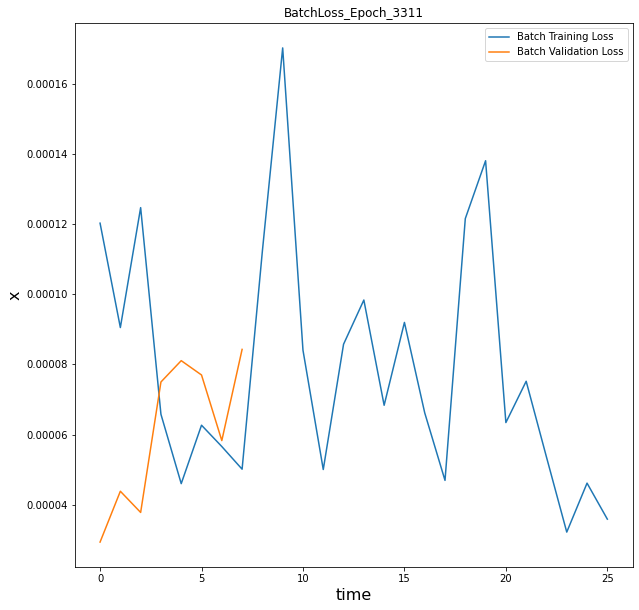 BatchLoss_Epoch_3311
Batch Training Loss
Batch Validation Loss
0.00016
0.00014
0.00012
0.00010
0.00008
0.00006
0.00004
x
0 5 10 15 20 25
time